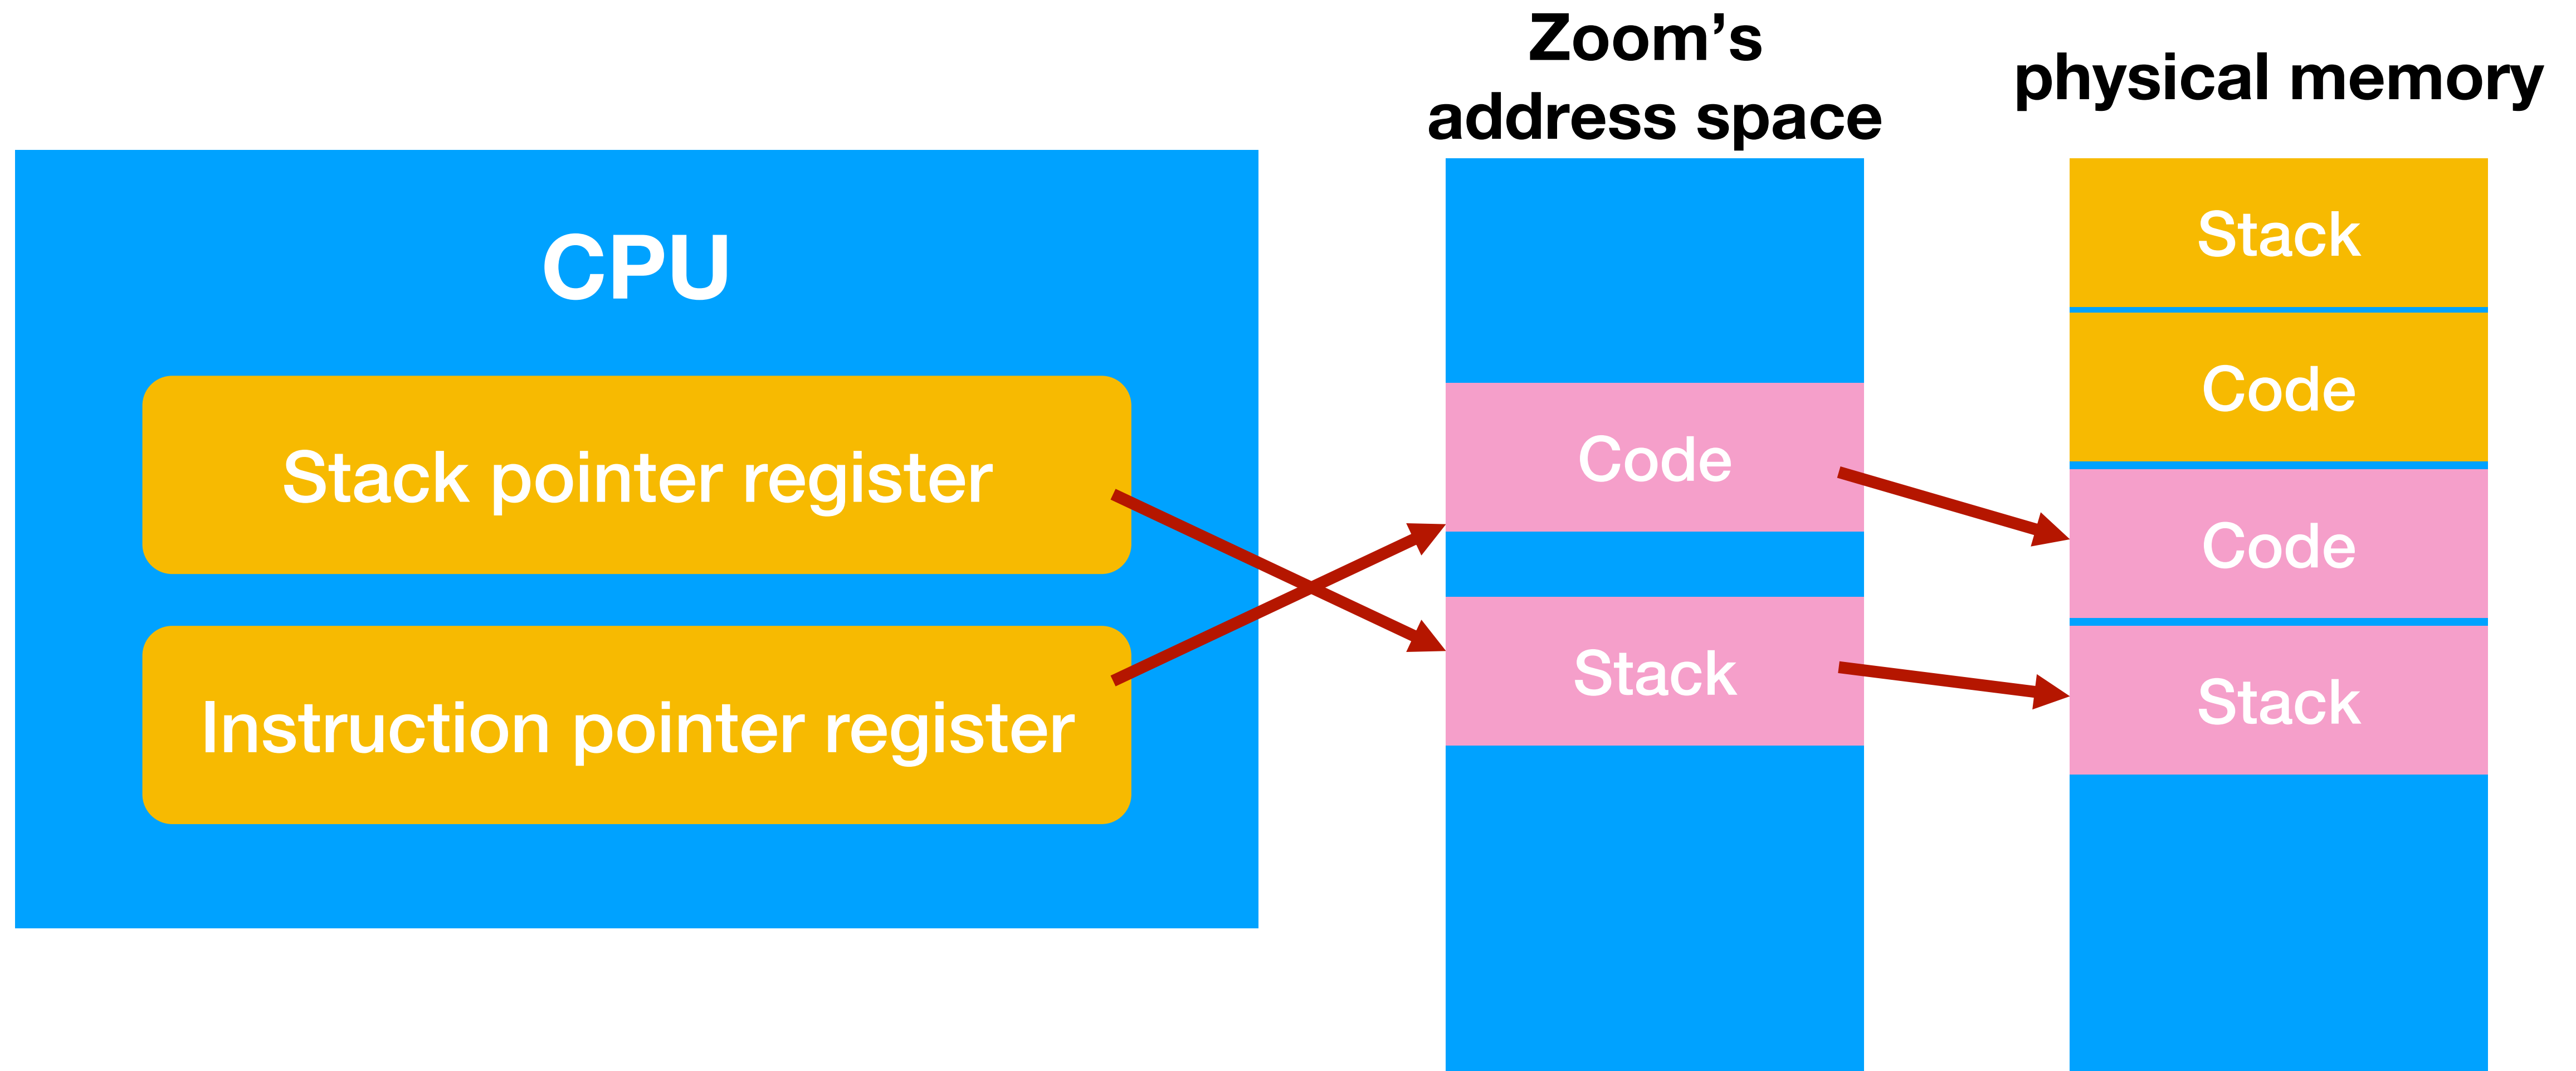 Zoom’s
address space
physical memory
CPU
Stack pointer register
Instruction pointer register
Code
Stack
Stack
Code
Code
Stack